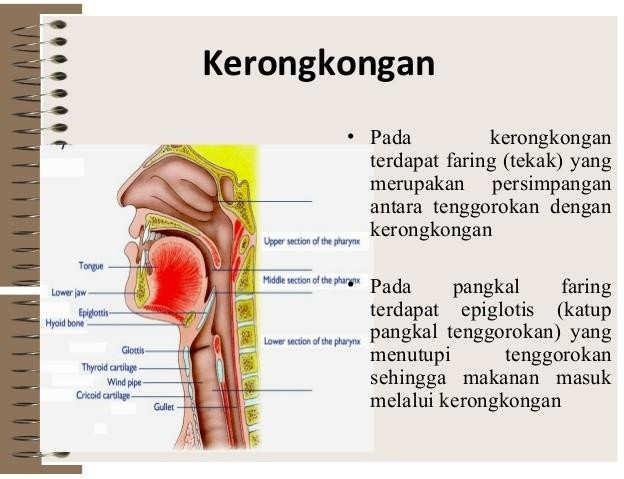 Kerongkongan
• Pada kerongkongan
terdapat faring (tekak) yang
merupakan persimpangan
antara tenggorokan dengan
kerongkongan
• Pada pangkal faring
terdapat epiglotis (katup
pangkal tenggorokan) yang
menutupi tenggorokan
sehingga makanan masuk
melalui kerongkongan
Upper section of the pharynx
Tongue
Middle section of the pharynx
Lower jaw
Epiglottis
Hyoid bone
Lower section of the pharynx
Glottis
Thyroid cartilage
Wind pipe
Cricoid cartilage
Gullet